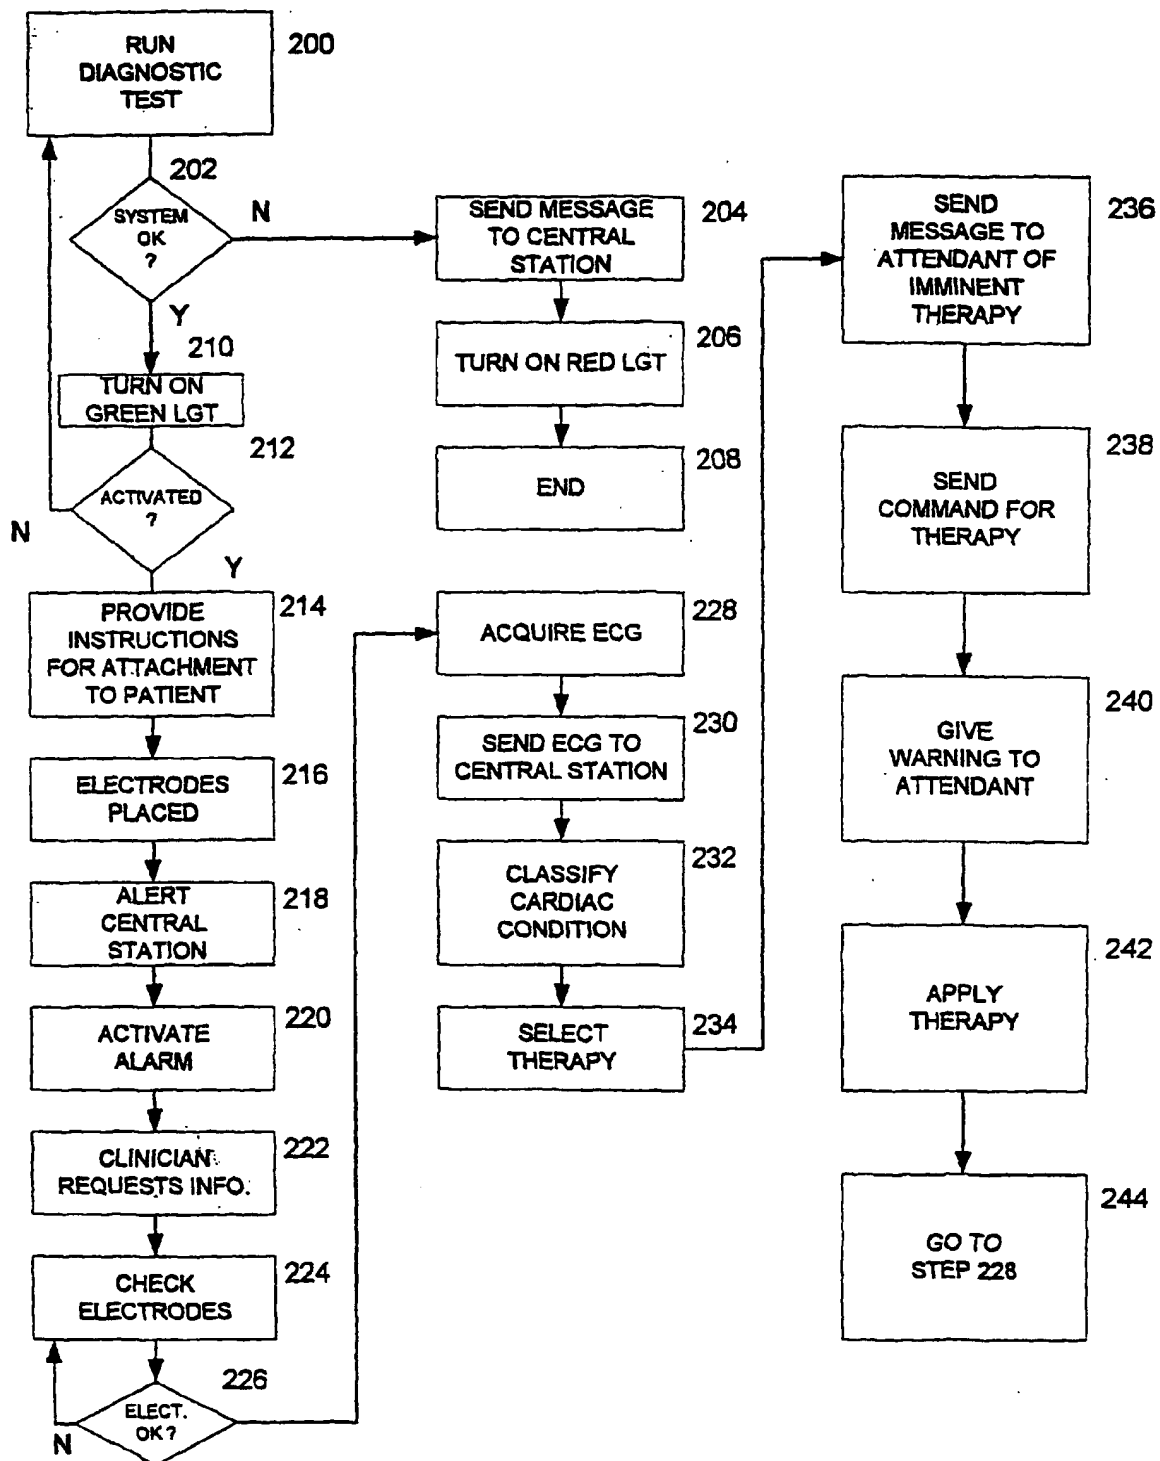 RUN
DIAGNOSTIC
TEST
200
202
SYSTEM
OK
?
N
Y
210
TURN ON
GREEN LGT
212
ACTIVATED
?
N
Y
PROVIDE
INSTRUCTIONS
FOR ATTACHMENT
TO PATIENT
214
ELECTRODES
PLACED
216
ALERT
CENTRAL
STATION
218
ACTIVATE
ALARM
220
CLINICIAN
REQUESTS INFO.
222
CHECK
ELECTRODES
224
226
ELECT.
OK?
N
SEND MESSAGE
TO CENTRAL
STATION
204
TURN ON RED LGT
206
END
208
ACQUIRE ECG
228
SEND ECG TO
CENTRAL STATION
230
CLASSIFY
CARDIAC
CONDITION
232
SELECT
THERAPY
234
SEND
MESSAGE TO
ATTENDANT OF
IMMINENT
THERAPY
236
SEND
COMMAND FOR
THERAPY
238
GIVE
WARNING TO
ATTENDANT
240
APPLY
THERAPY
242
GO TO
STEP 228
244